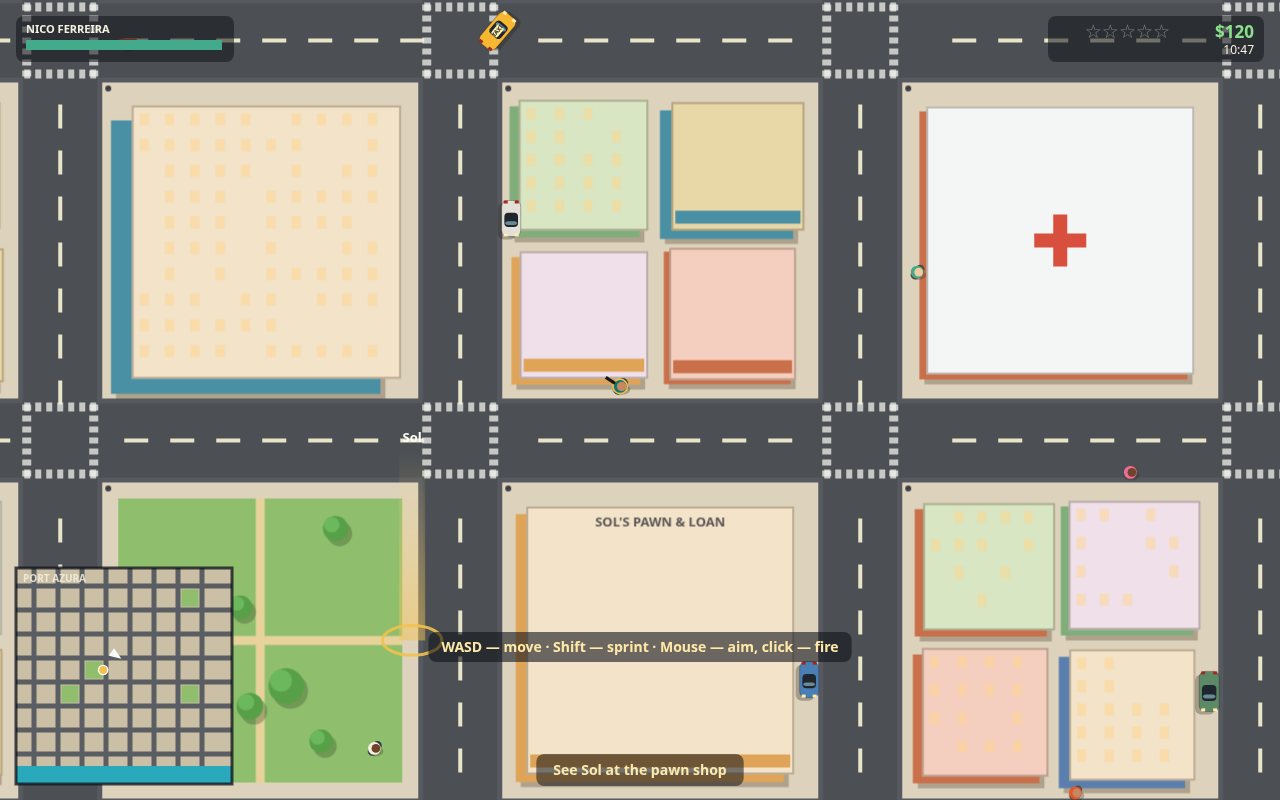 NICO FERREIRA
☆☆☆☆☆ $120
10:47
Sol
SOL'S PAWN & LOAN
PORT AZURA
WASD — move · Shift — sprint · Mouse — aim, click — fire
See Sol at the pawn shop